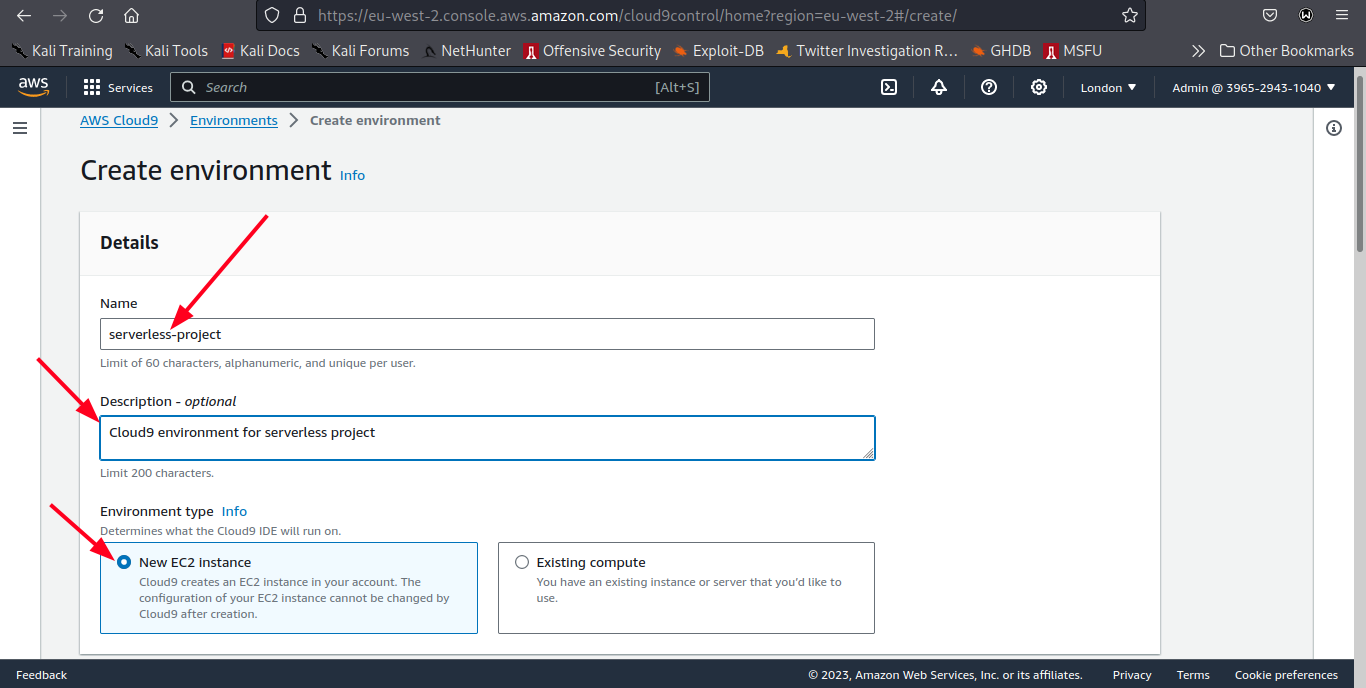 https://eu-west-2.console.aws.amazon.com/cloud9control/home?region=eu-west-2#/create/
Kali Training Kali Tools Kali Docs Kali Forums NetHunter Offensive Security Exploit-DB Twitter Investigation R… GHDB MSFU Other Bookmarks
aws Services Search [Alt+S] London Admin @ 3965-2943-1040
AWS Cloud9 Environments Create environment
Create environment Info
Details
Name
serverless-project
Limit of 60 characters, alphanumeric, and unique per user.
Description - optional
Cloud9 environment for serverless project
Limit 200 characters.
Environment type Info
Determines what the Cloud9 IDE will run on.
New EC2 instance
Cloud9 creates an EC2 instance in your account. The
configuration of your EC2 instance cannot be changed by
Cloud9 after creation.
Existing compute
You have an existing instance or server that you'd like to
use.
Feedback © 2023, Amazon Web Services, Inc. or its affiliates. Privacy Terms Cookie preferences